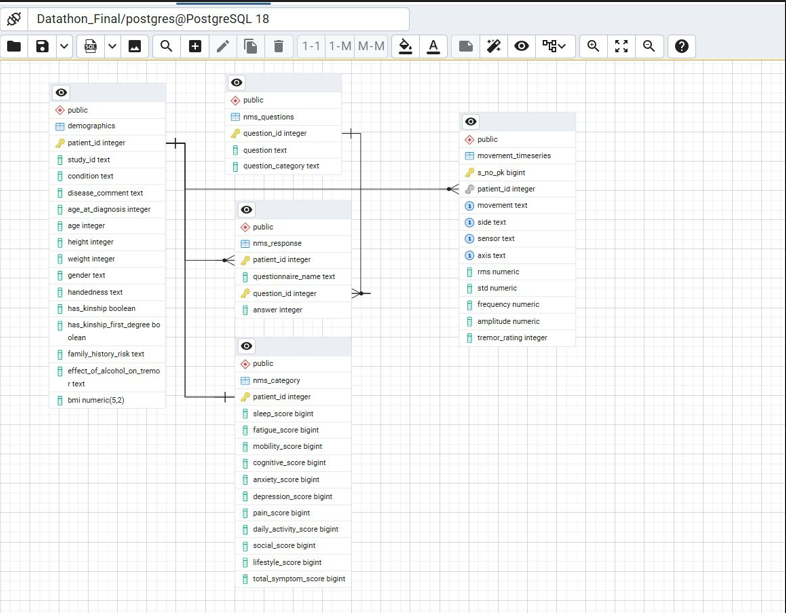 Datathon_Final/postgres@PostgreSQL 18
SQL
1-1
1-M
M-M
A
public
demographics
patient_id integer
study_id text
condition text
disease_comment text
age_at_diagnosis integer
age integer
height integer
weight integer
gender text
handedness text
has_kinship boolean
has_kinship_first_degree bo
olean
family_history_risk text
effect_of_alcohol_on_tremo
r text
bmi numeric(5,2)
public
nms_questions
question_id integer
question text
question_category text
public
nms_response
patient_id integer
questionnaire_name text
question_id integer
answer integer
public
nms_category
patient_id integer
sleep_score bigint
fatigue_score bigint
mobility_score bigint
cognitive_score bigint
anxiety_score bigint
depression_score bigint
pain_score bigint
daily_activity_score bigint
social_score bigint
lifestyle_score bigint
total_symptom_score bigint
public
movement_timeseries
s_no_pk bigint
patient_id integer
movement text
side text
sensor text
axis text
rms numeric
std numeric
frequency numeric
amplitude numeric
tremor_rating integer